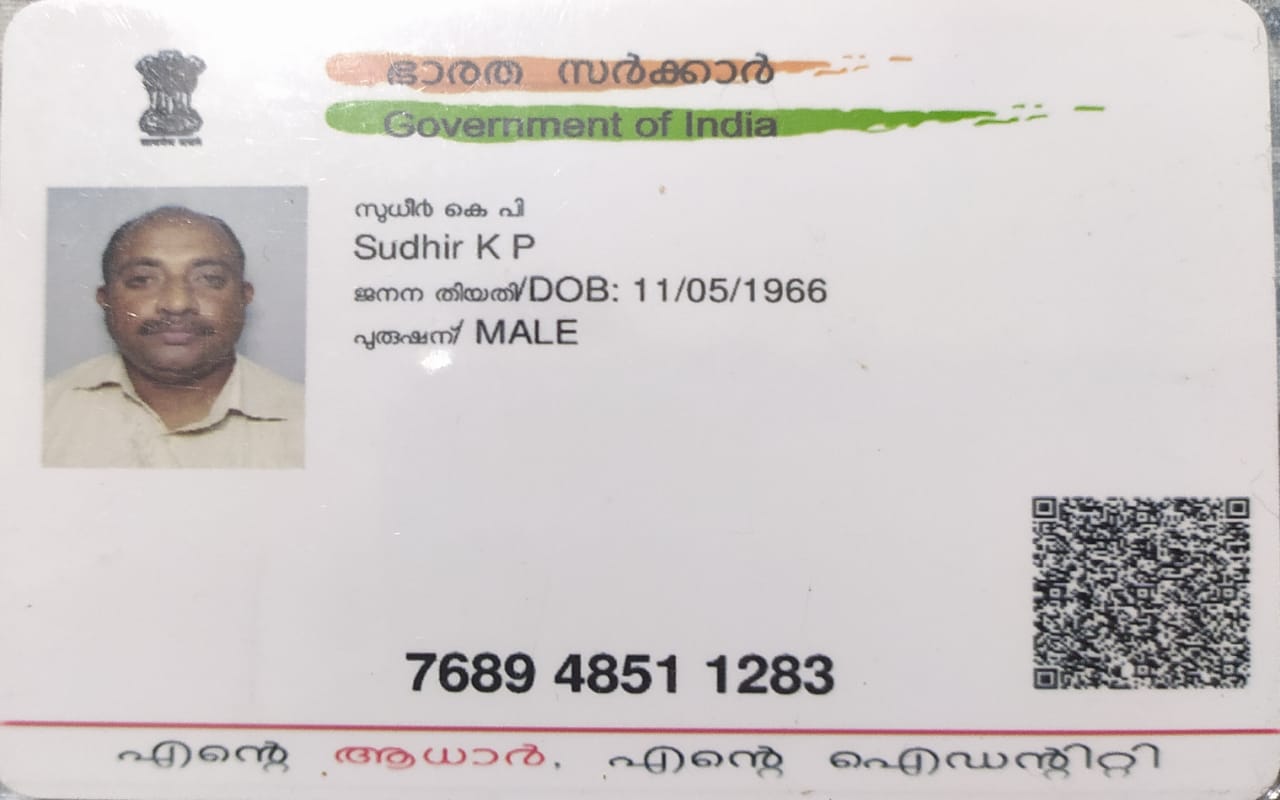 ഭാരത സർക്കാർ
Government of India
സുധീർ കെ പി
Sudhir K P
ജനന തിയതി/DOB: 11/05/1966
പുരുഷന്/ MALE
7689 4851 1283
എന്റെ ആധാർ, എന്റെ ഐഡന്റിറ്റി